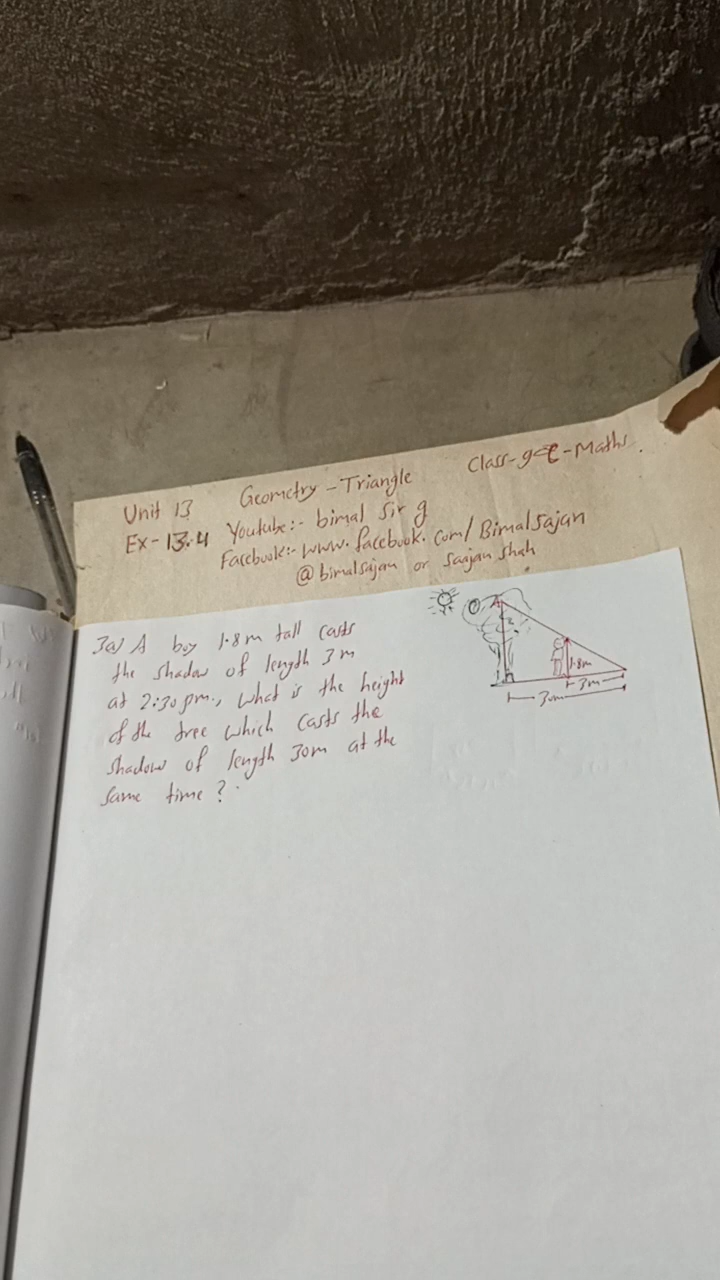 Unit 13 Geometry - Triangle Class - 9 - Maths.
Ex - 13.4 Youtube:- bimal sir g
Facebook:- www.facebook.com/Bimalsajan
@bimalsajan or saajan shah
3a) A boy 1.8m tall casts
the shadow of length 3m
at 2:30 pm., What is the height
of the tree which casts the
shadow of length 30m at the
same time ?
A
?
1.8m
3m
30m